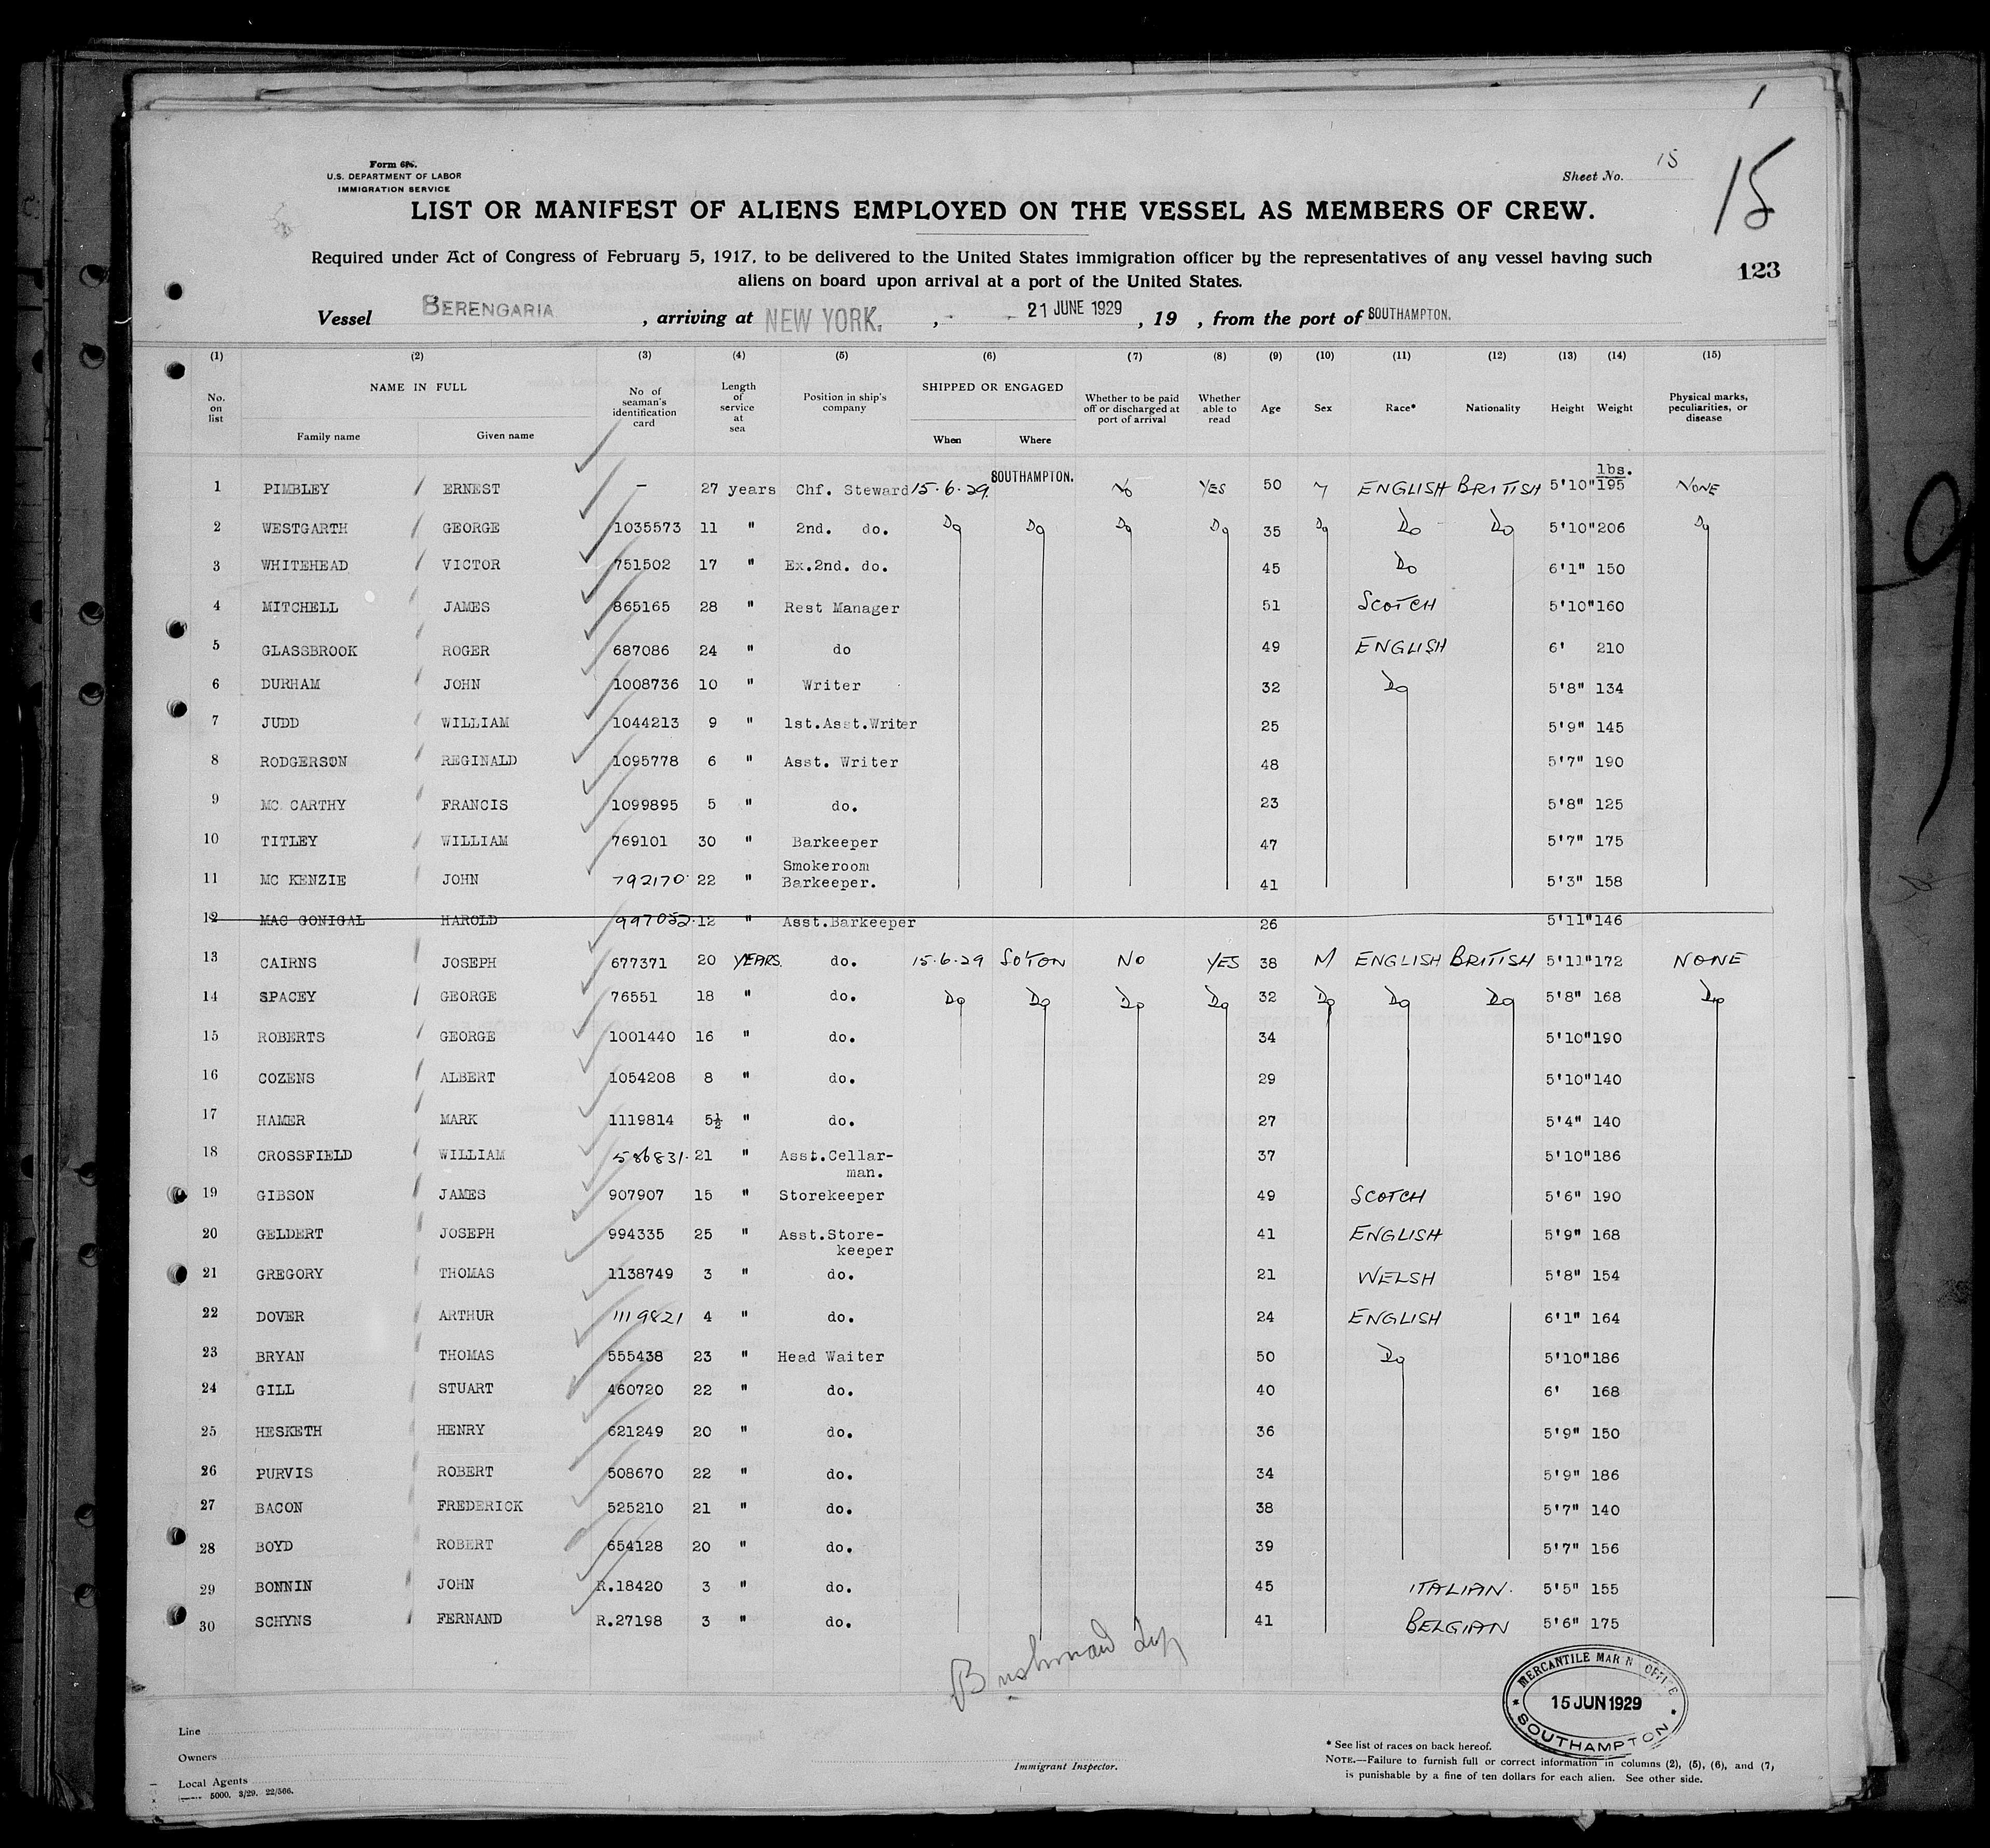 15
Form 6
U.S. DEPARTMENT OF LABOR
IMMIGRATION SERVICE
Sheet No. 15
LIST OR MANIFEST OF ALIENS EMPLOYED ON THE VESSEL AS MEMBERS OF CREW.
Required under Act of Congress of February 5, 1917, to be delivered to the United States immigration officer by the representatives of any vessel having such
aliens on board upon arrival at a port of the United States.
123
Vessel BERENGARIA, arriving at NEW YORK., 21 JUNE 1929, 19 , from the port of SOUTHAMPTON.
(1) (2) (3) (4) (5) (6) (7) (8) (9) (10) (11) (12) (13) (14) (15)
No. on list NAME IN FULL Family name Given name No of seaman's identification card Length of service at sea Position in ship's company SHIPPED OR ENGAGED When Where Whether to be paid off or discharged at port of arrival Whether able to read Age Sex Race* Nationality Height Weight Physical marks, peculiarities, or disease
1 PIMBLEY ERNEST - 27 years Chf. Steward 15.6.29 SOUTHAMPTON. No YES 50 M ENGLISH BRITISH 5'10" lbs. 195 NONE
2 WESTGARTH GEORGE 1035573 11 " 2nd. do. Do Do Do Do 35 Do Do Do 5'10" 206 Do
3 WHITEHEAD VICTOR 751502 17 " Ex.2nd. do. 45 Do 6'1" 150
4 MITCHELL JAMES 865165 28 " Rest Manager 51 SCOTCH 5'10" 160
5 GLASSBROOK ROGER 687086 24 " do 49 ENGLISH 6' 210
6 DURHAM JOHN 1008736 10 " Writer 32 Do 5'8" 134
7 JUDD WILLIAM 1044213 9 " 1st.Asst.Writer 25 5'9" 145
8 RODGERSON REGINALD 1095778 6 " Asst. Writer 48 5'7" 190
9 MC CARTHY FRANCIS 1099895 5 " do. 23 5'8" 125
10 TITLEY WILLIAM 769101 30 " Barkeeper 47 5'7" 175
11 MC KENZIE JOHN 792170 22 " Smokeroom Barkeeper. 41 5'3" 158
12 MAC GONIGAL HAROLD 997052 12 " Asst.Barkeeper 26 5'11" 146
13 CAIRNS JOSEPH 677371 20 YEARS. do. 15.6.29 SO'TON NO YES 38 M ENGLISH BRITISH 5'11" 172 NONE
14 SPACEY GEORGE 76551 18 " do. Do Do Do Do 32 Do Do Do 5'8" 168 Do
15 ROBERTS GEORGE 1001440 16 " do. 34 5'10" 190
16 COZENS ALBERT 1054208 8 " do. 29 5'10" 140
17 HAMER MARK 1119814 5½ " do. 27 5'4" 140
18 CROSSFIELD WILLIAM 586831. 21 " Asst.Cellar-man. 37 5'10" 186
19 GIBSON JAMES 907907 15 " Storekeeper 49 SCOTCH 5'6" 190
20 GELDERT JOSEPH 994335 25 " Asst.Store-keeper 41 ENGLISH 5'9" 168
21 GREGORY THOMAS 1138749 3 " do. 21 WELSH 5'8" 154
22 DOVER ARTHUR 1119821 4 " do. 24 ENGLISH 6'1" 164
23 BRYAN THOMAS 555438 23 " Head Waiter 50 Do 5'10" 186
24 GILL STUART 460720 22 " do. 40 6' 168
25 HESKETH HENRY 621249 20 " do. 36 5'9" 150
26 PURVIS ROBERT 508670 22 " do. 34 5'9" 186
27 BACON FREDERICK 525210 21 " do. 38 5'7" 140
28 BOYD ROBERT 654128 20 " do. 39 5'7" 156
29 BONNIN JOHN R.18420 3 " do. 45 ITALIAN. 5'5" 155
30 SCHYNS FERNAND R.27198 3 " do. 41 BELGIAN 5'6" 175
MERCANTILE MARINE OFFICE
15 JUN 1929
SOUTHAMPTON
Line
Owners
Local Agents
5000. 3/29. 22/566.
Immigrant Inspector.
* See list of races on back hereof.
NOTE.—Failure to furnish full or correct information in columns (2), (5), (6), and (7,
is punishable by a fine of ten dollars for each alien. See other side.